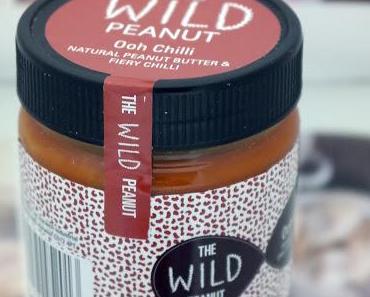 WILD
PEANUT
Ooh Chilli
NATURAL PEANUT BUTTER &
FIERY CHILLI
THE WILD PEANUT
THE
WILD
PEANUT